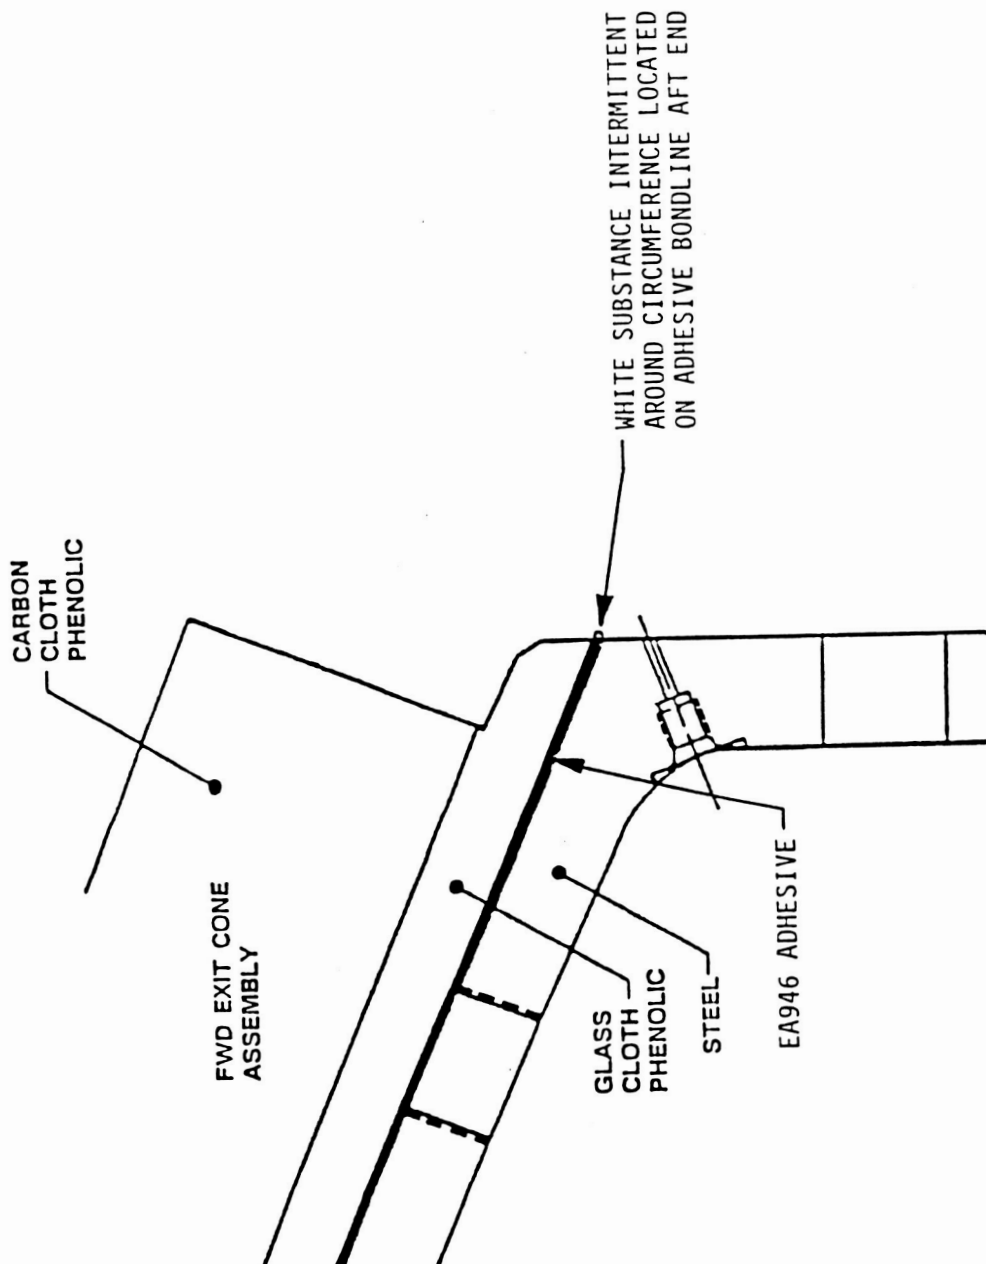 CARBON
CLOTH
PHENOLIC
FWD EXIT CONE
ASSEMBLY
WHITE SUBSTANCE INTERMITTENT
AROUND CIRCUMFERENCE LOCATED
ON ADHESIVE BONDLINE AFT END
GLASS
CLOTH
PHENOLIC
STEEL
EA946 ADHESIVE